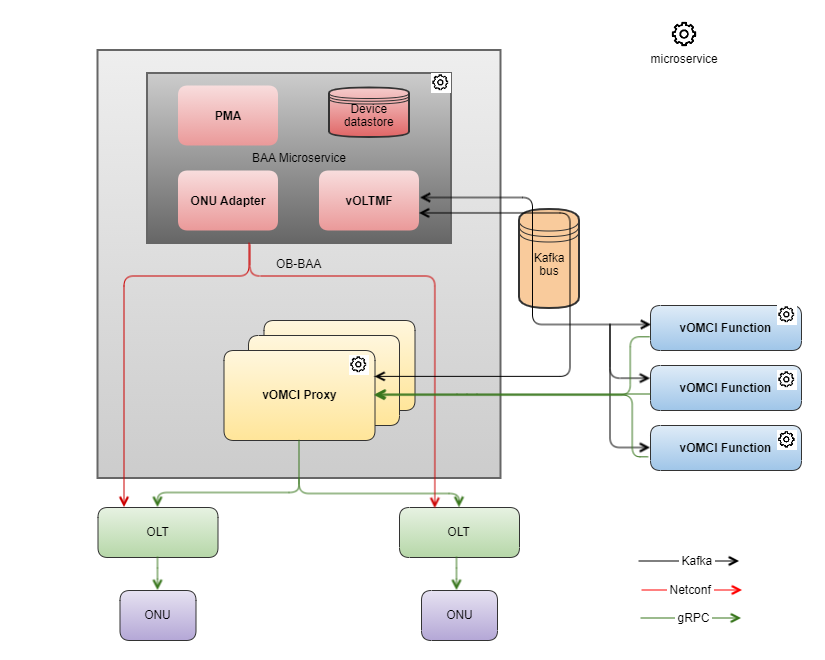 microservice
PMA
Device
datastore
BAA Microservice
ONU Adapter
vOLTMF
OB-BAA
Kafka
bus
vOMCI Function
vOMCI Function
vOMCI Function
vOMCI Proxy
OLT
OLT
ONU
ONU
Kafka
Netconf
gRPC